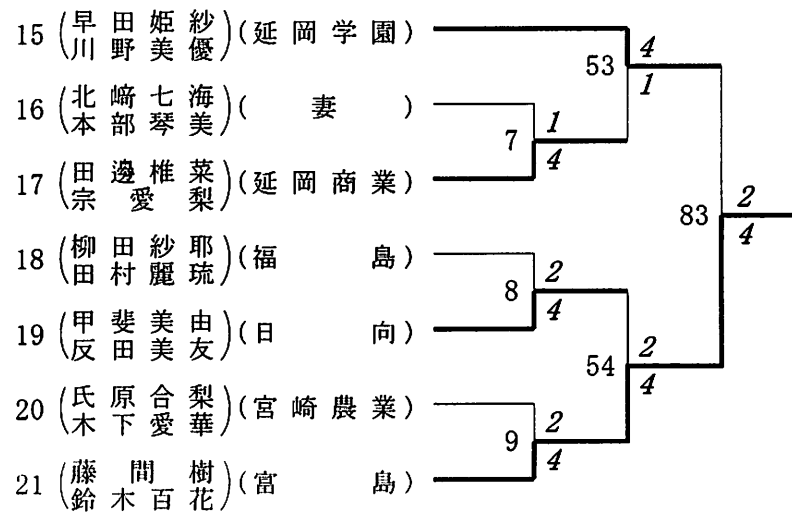 15 (早田姫紗 川野美優) (延岡学園)
16 (北﨑七海 本部琴美) (妻)
17 (田邊椎菜 宗愛梨) (延岡商業)
18 (柳田紗耶 田村麗琉) (福島)
19 (甲斐美由 反田美友) (日向)
20 (氏原合梨 木下愛華) (宮崎農業)
21 (藤間樹 鈴木百花) (富島)
53 4 1
7 1 4
83 2 4
8 2 4
54 2 4
9 2 4